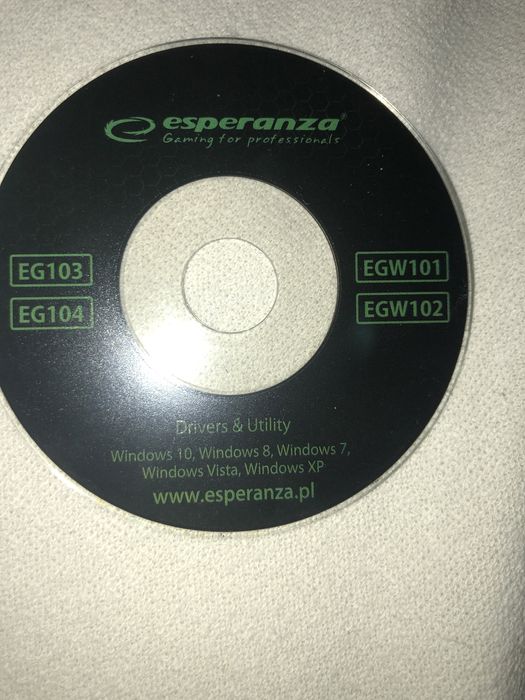 esperanza®
Gaming for professionals
EG103
EGW101
EG104
EGW102
Drivers & Utility
Windows 10, Windows 8, Windows 7,
Windows Vista, Windows XP
www.esperanza.pl